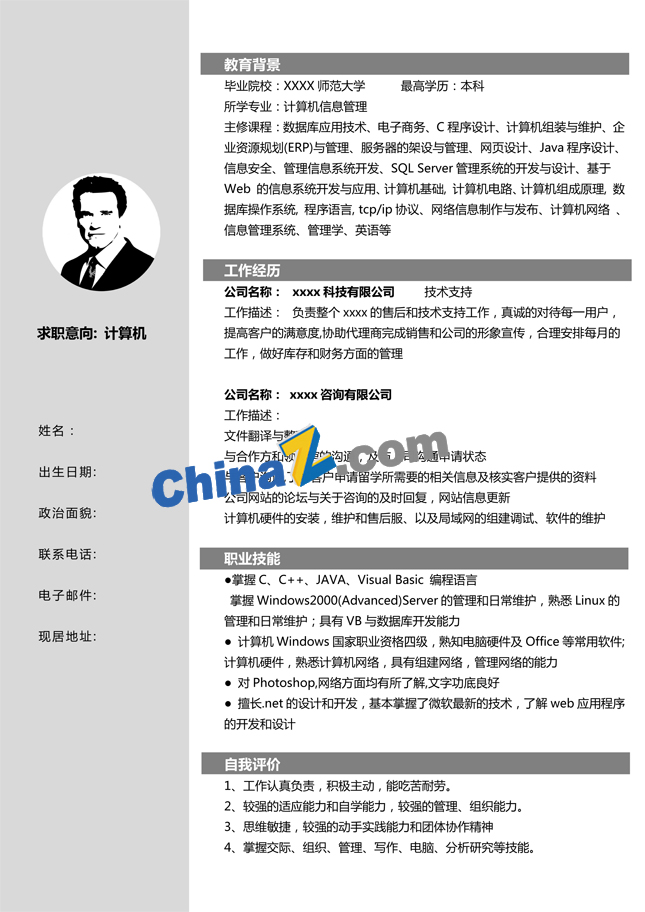 求职意向: 计算机
姓名：
出生日期:
政治面貌:
联系电话:
电子邮件:
现居地址:
教育背景
毕业院校：XXXX 师范大学 最高学历：本科
所学专业：计算机信息管理
主修课程：数据库应用技术、电子商务、C 程序设计、计算机组装与维护、企
业资源规划(ERP)与管理、服务器的架设与管理、网页设计、Java 程序设计、
信息安全、管理信息系统开发、SQL Server 管理系统的开发与设计、基于
Web 的信息系统开发与应用、计算机基础, 计算机电路、计算机组成原理, 数
据库操作系统, 程序语言, tcp/ip 协议、网络信息制作与发布、计算机网络 、
信息管理系统、管理学、英语等
工作经历
公司名称： xxxx 科技有限公司 技术支持
工作描述： 负责整个 xxxx 的售后和技术支持工作，真诚的对待每一用户，
提高客户的满意度,协助代理商完成销售和公司的形象宣传，合理安排每月的
工作，做好库存和财务方面的管理
公司名称： xxxx 咨询有限公司
工作描述：
文件翻译与整
与合作方和领 的沟通，及 沟通申请状态
客户申请留学所需要的相关信息及核实客户提供的资料
公司网站的论坛与关于咨询的及时回复，网站信息更新
计算机硬件的安装，维护和售后服、以及局域网的组建调试、软件的维护
ChinaZ.com
职业技能
●掌握 C、C++、JAVA、Visual Basic 编程语言
掌握 Windows2000(Advanced)Server 的管理和日常维护，熟悉 Linux 的
管理和日常维护；具有 VB 与数据库开发能力
● 计算机 Windows 国家职业资格四级，熟知电脑硬件及 Office 等常用软件;
计算机硬件，熟悉计算机网络，具有组建网络，管理网络的能力
● 对 Photoshop,网络方面均有所了解,文字功底良好
● 擅长.net 的设计和开发，基本掌握了微软最新的技术，了解 web 应用程序
的开发和设计
自我评价
1、工作认真负责，积极主动，能吃苦耐劳。
2、较强的适应能力和自学能力，较强的管理、组织能力。
3、思维敏捷，较强的动手实践能力和团体协作精神
4、掌握交际、组织、管理、写作、电脑、分析研究等技能。